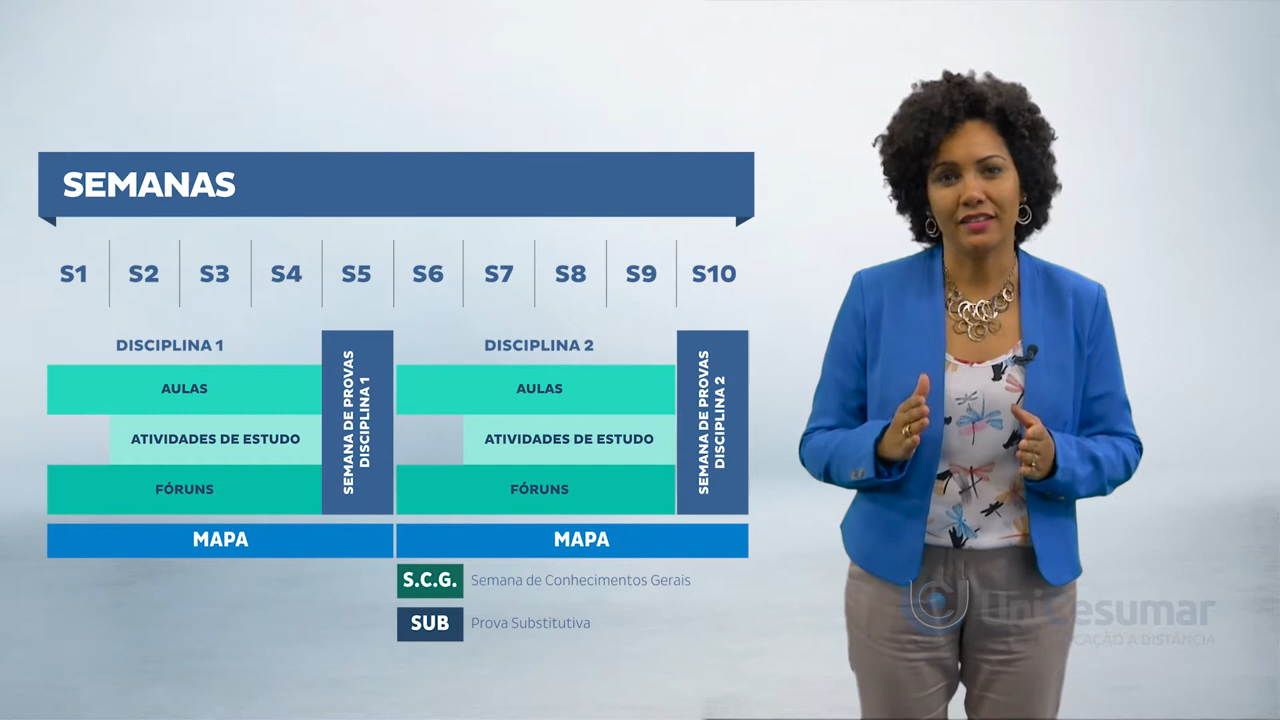 SEMANAS
S1 S2 S3 S4 S5 S6 S7 S8 S9 S10
DISCIPLINA 1
AULAS
ATIVIDADES DE ESTUDO
FÓRUNS
SEMANA DE PROVAS
DISCIPLINA 1
DISCIPLINA 2
AULAS
ATIVIDADES DE ESTUDO
FÓRUNS
SEMANA DE PROVAS
DISCIPLINA 2
MAPA
MAPA
S.C.G. Semana de Conhecimentos Gerais
SUB Prova Substitutiva
UniCesumar
A DISTÂNCIA